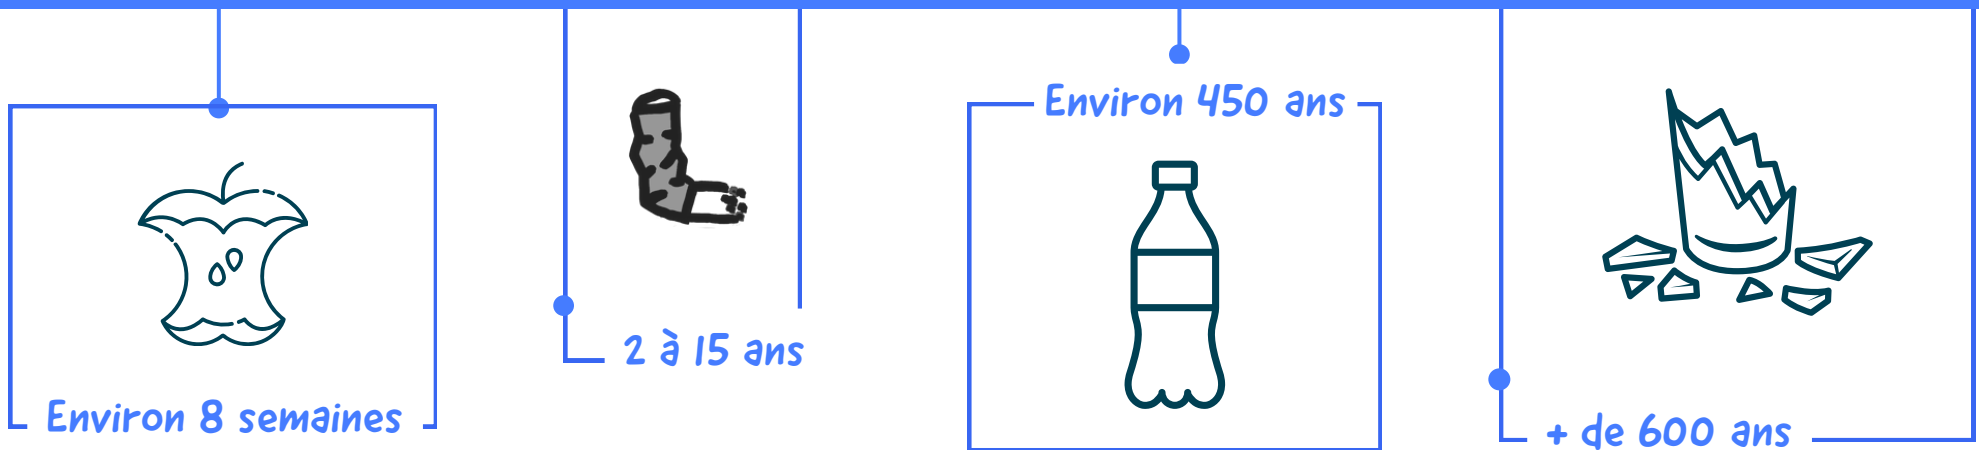 Environ 8 semaines
2 à 15 ans
Environ 450 ans
+ de 600 ans